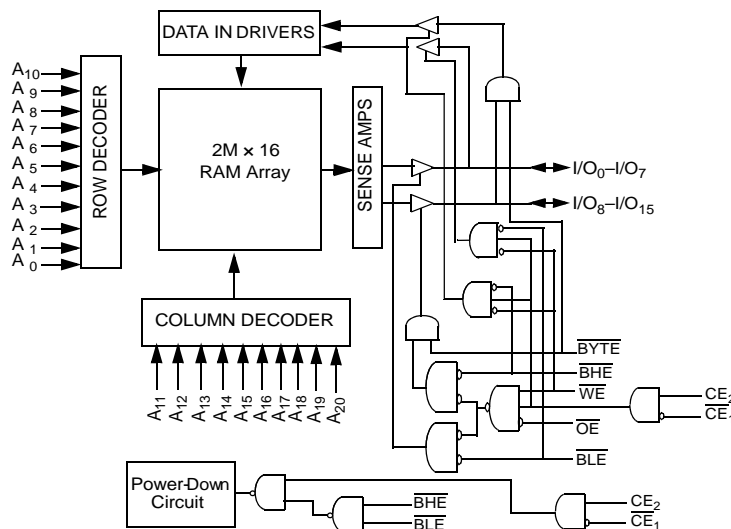 DATA IN DRIVERS
A10
A9
A8
A7
A6
A5
A4
A3
A2
A1
A0
ROW DECODER
2M × 16
RAM Array
SENSE AMPS
I/O0–I/O7
I/O8–I/O15
COLUMN DECODER
A11
A12
A13
A14
A15
A16
A17
A18
A19
A20
BYTE
BHE
WE
OE
BLE
CE2
CE1
Power-Down
Circuit
BHE
BLE
CE2
CE1